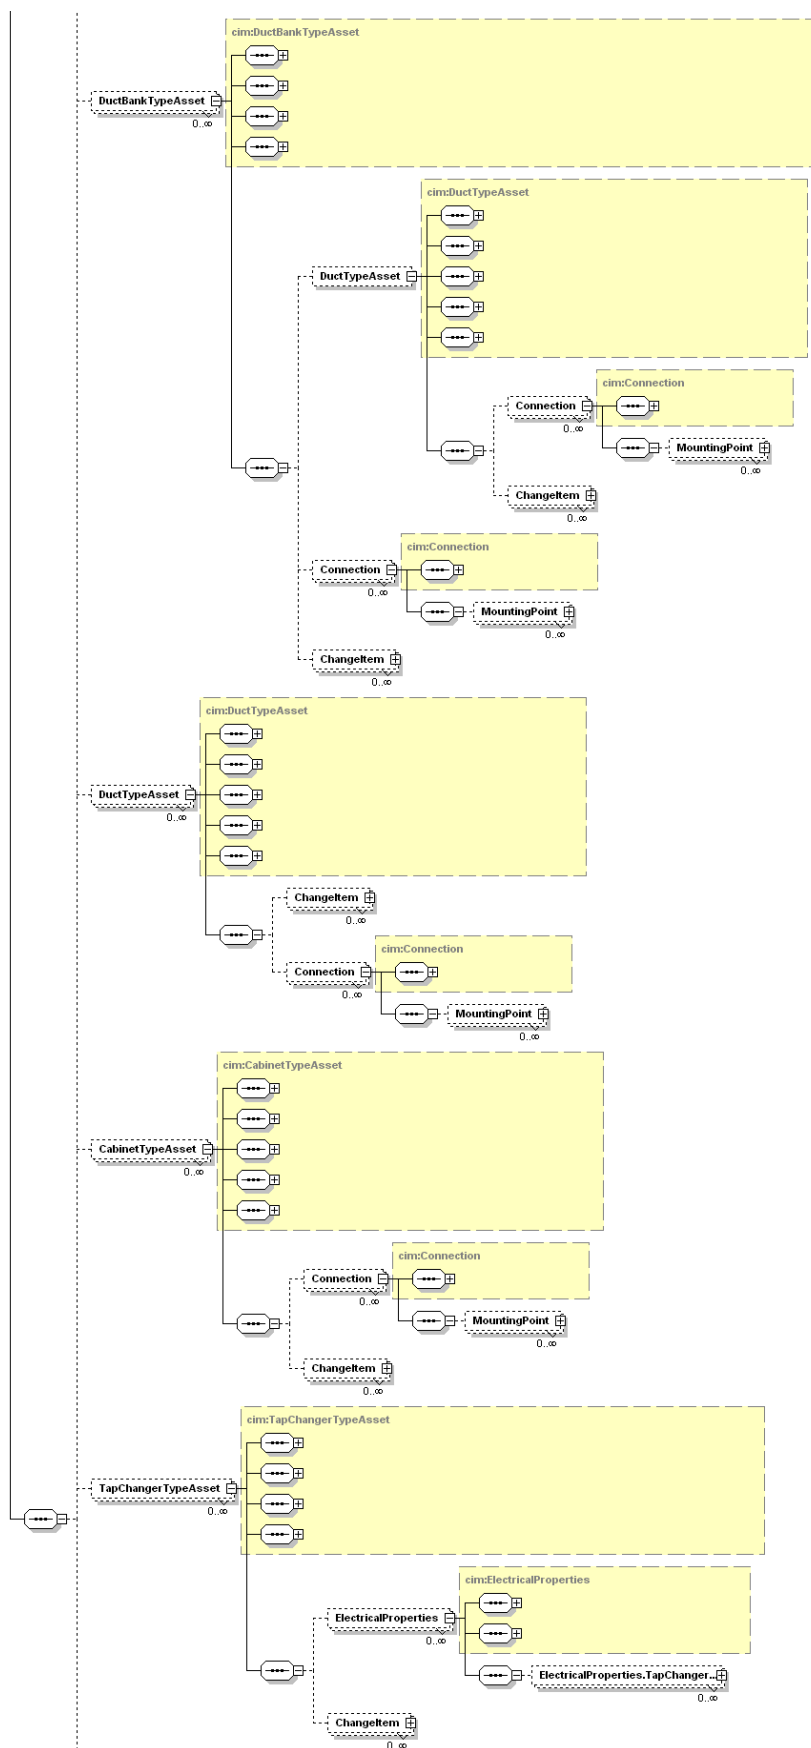 cim:DuctBankTypeAsset
DuctBankTypeAsset
0..∞
cim:DuctTypeAsset
DuctTypeAsset
cim:Connection
Connection
0..∞
MountingPoint
0..∞
ChangeItem
0..∞
cim:Connection
Connection
0..∞
MountingPoint
0..∞
ChangeItem
0..∞
cim:DuctTypeAsset
DuctTypeAsset
0..∞
ChangeItem
0..∞
cim:Connection
Connection
0..∞
MountingPoint
0..∞
cim:CabinetTypeAsset
CabinetTypeAsset
0..∞
cim:Connection
Connection
0..∞
MountingPoint
0..∞
ChangeItem
0..∞
cim:TapChangerTypeAsset
TapChangerTypeAsset
0..∞
cim:ElectricalProperties
ElectricalProperties
0..∞
ElectricalProperties.TapChanger...
0..∞
ChangeItem
0..∞